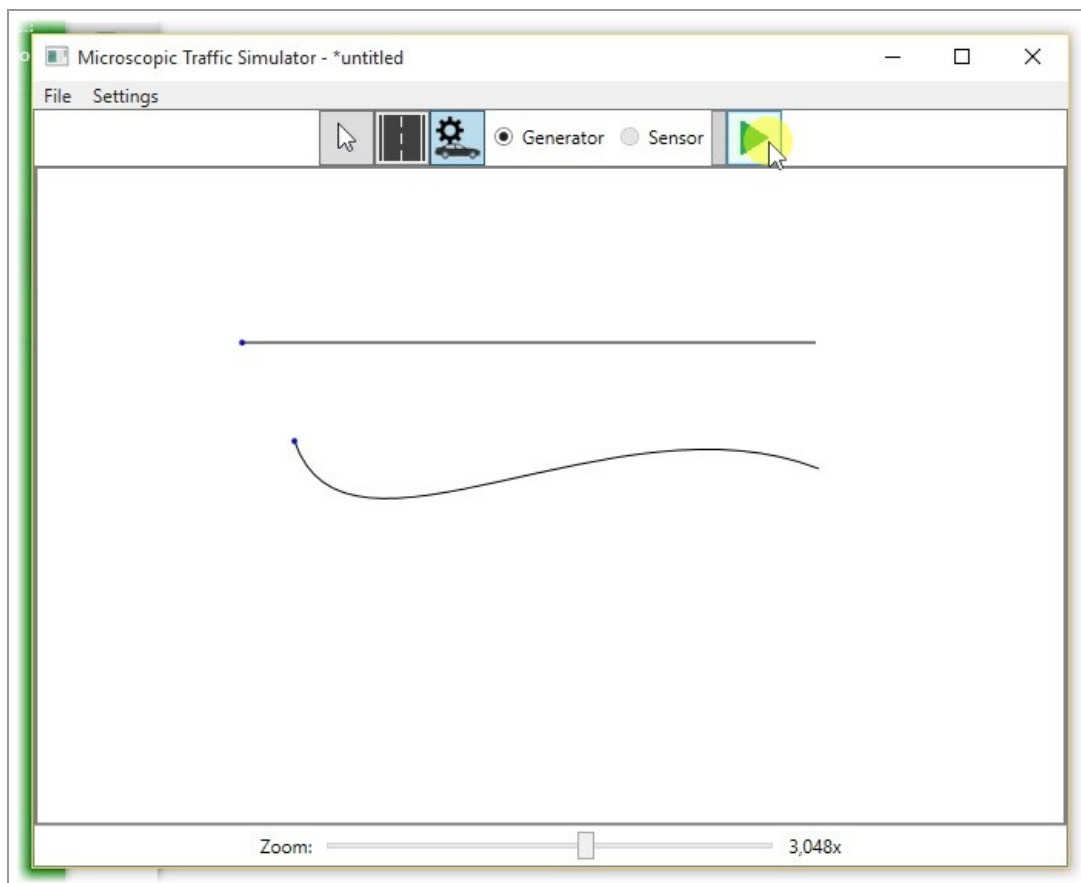 Microscopic Traffic Simulator - *untitled
File Settings
Generator Sensor
Zoom: 3,048x